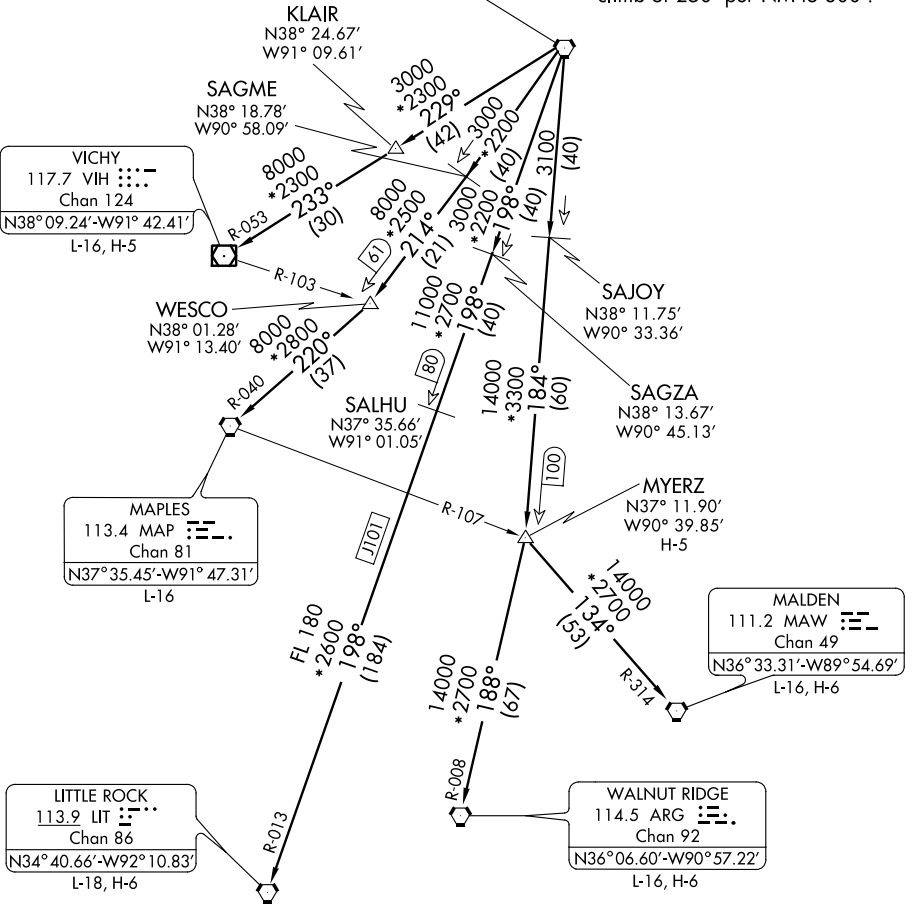 climb of 250' per NM to 800'.
KLAIR
N38° 24.67'
W91° 09.61'
SAGME
N38° 18.78'
W90° 58.09'
3000
*2300
229°
(42)
3000
*2200
(40)
3000
*2200
198°
(40)
3100
(40)
VICHY
117.7 VIH
Chan 124
N38° 09.24'-W91° 42.41'
L-16, H-5
8000
*2300
233°
(30)
R-053
R-103
8000
*2500
214°
(21)
61
WESCO
N38° 01.28'
W91° 13.40'
8000
*2800
220°
(37)
R-040
11000
*2700
198°
(40)
80
SAJOY
N38° 11.75'
W90° 33.36'
SAGZA
N38° 13.67'
W90° 45.13'
14000
*3300
184°
(60)
SALHU
N37° 35.66'
W91° 01.05'
100
MYERZ
N37° 11.90'
W90° 39.85'
H-5
R-107
MAPLES
113.4 MAP
Chan 81
N37° 35.45'-W91° 47.31'
L-16
J101
FL 180
*2600
198°
(184)
14000
*2700
134°
(53)
R-314
MALDEN
111.2 MAW
Chan 49
N36° 33.31'-W89° 54.69'
L-16, H-6
14000
*2700
188°
(67)
R-008
LITTLE ROCK
113.9 LIT
Chan 86
N34° 40.66'-W92° 10.83'
L-18, H-6
R-013
WALNUT RIDGE
114.5 ARG
Chan 92
N36° 06.60'-W90° 57.22'
L-16, H-6